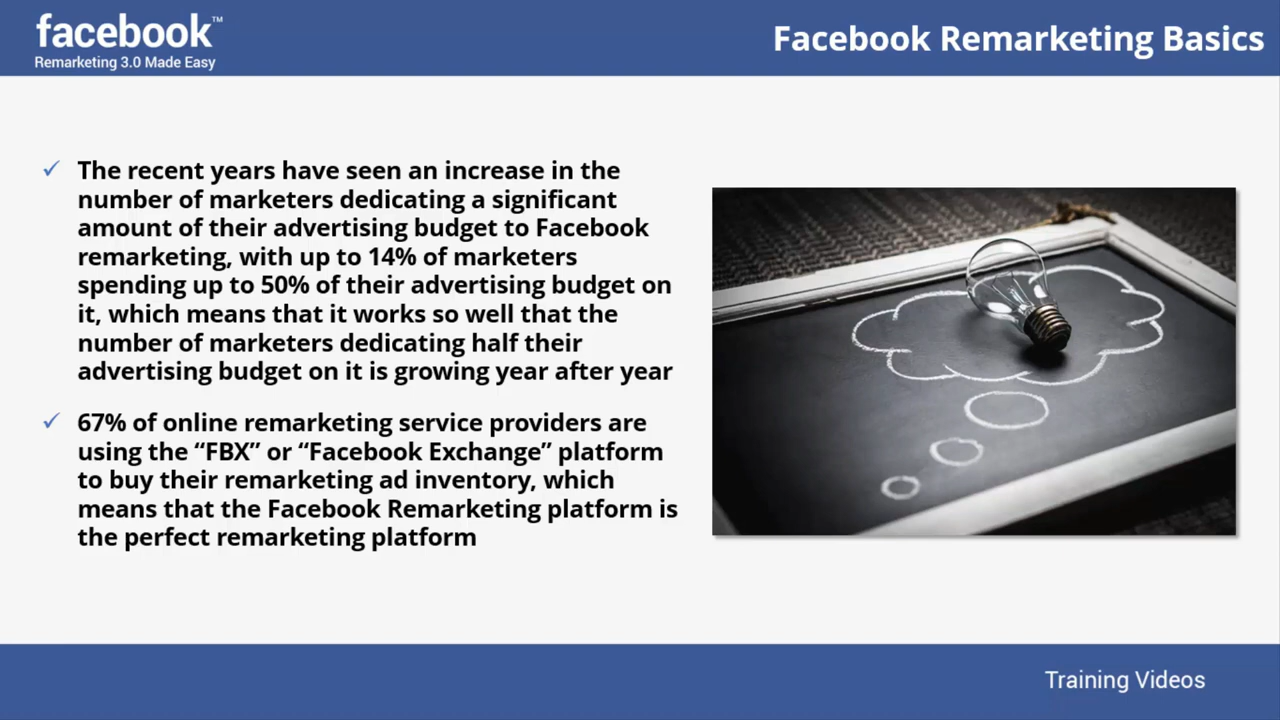 facebook™
Remarketing 3.0 Made Easy
Facebook Remarketing Basics
The recent years have seen an increase in the
number of marketers dedicating a significant
amount of their advertising budget to Facebook
remarketing, with up to 14% of marketers
spending up to 50% of their advertising budget on
it, which means that it works so well that the
number of marketers dedicating half their
advertising budget on it is growing year after year
67% of online remarketing service providers are
using the “FBX” or “Facebook Exchange” platform
to buy their remarketing ad inventory, which
means that the Facebook Remarketing platform is
the perfect remarketing platform
Training Videos